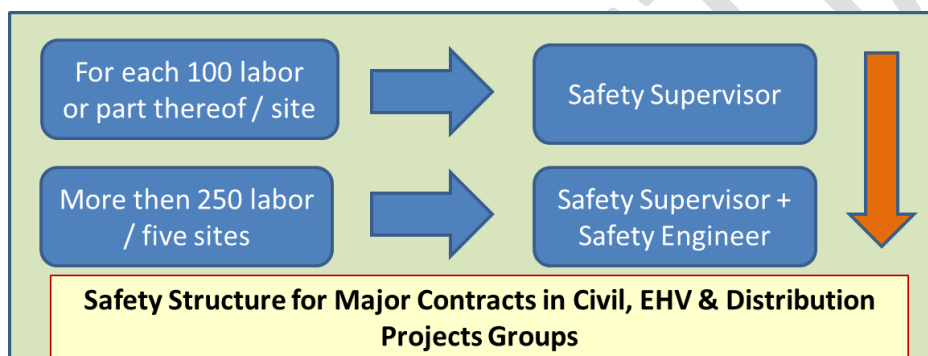 For each 100 labor
or part thereof / site
Safety Supervisor
More then 250 labor
/ five sites
Safety Supervisor +
Safety Engineer
Safety Structure for Major Contracts in Civil, EHV & Distribution
Projects Groups